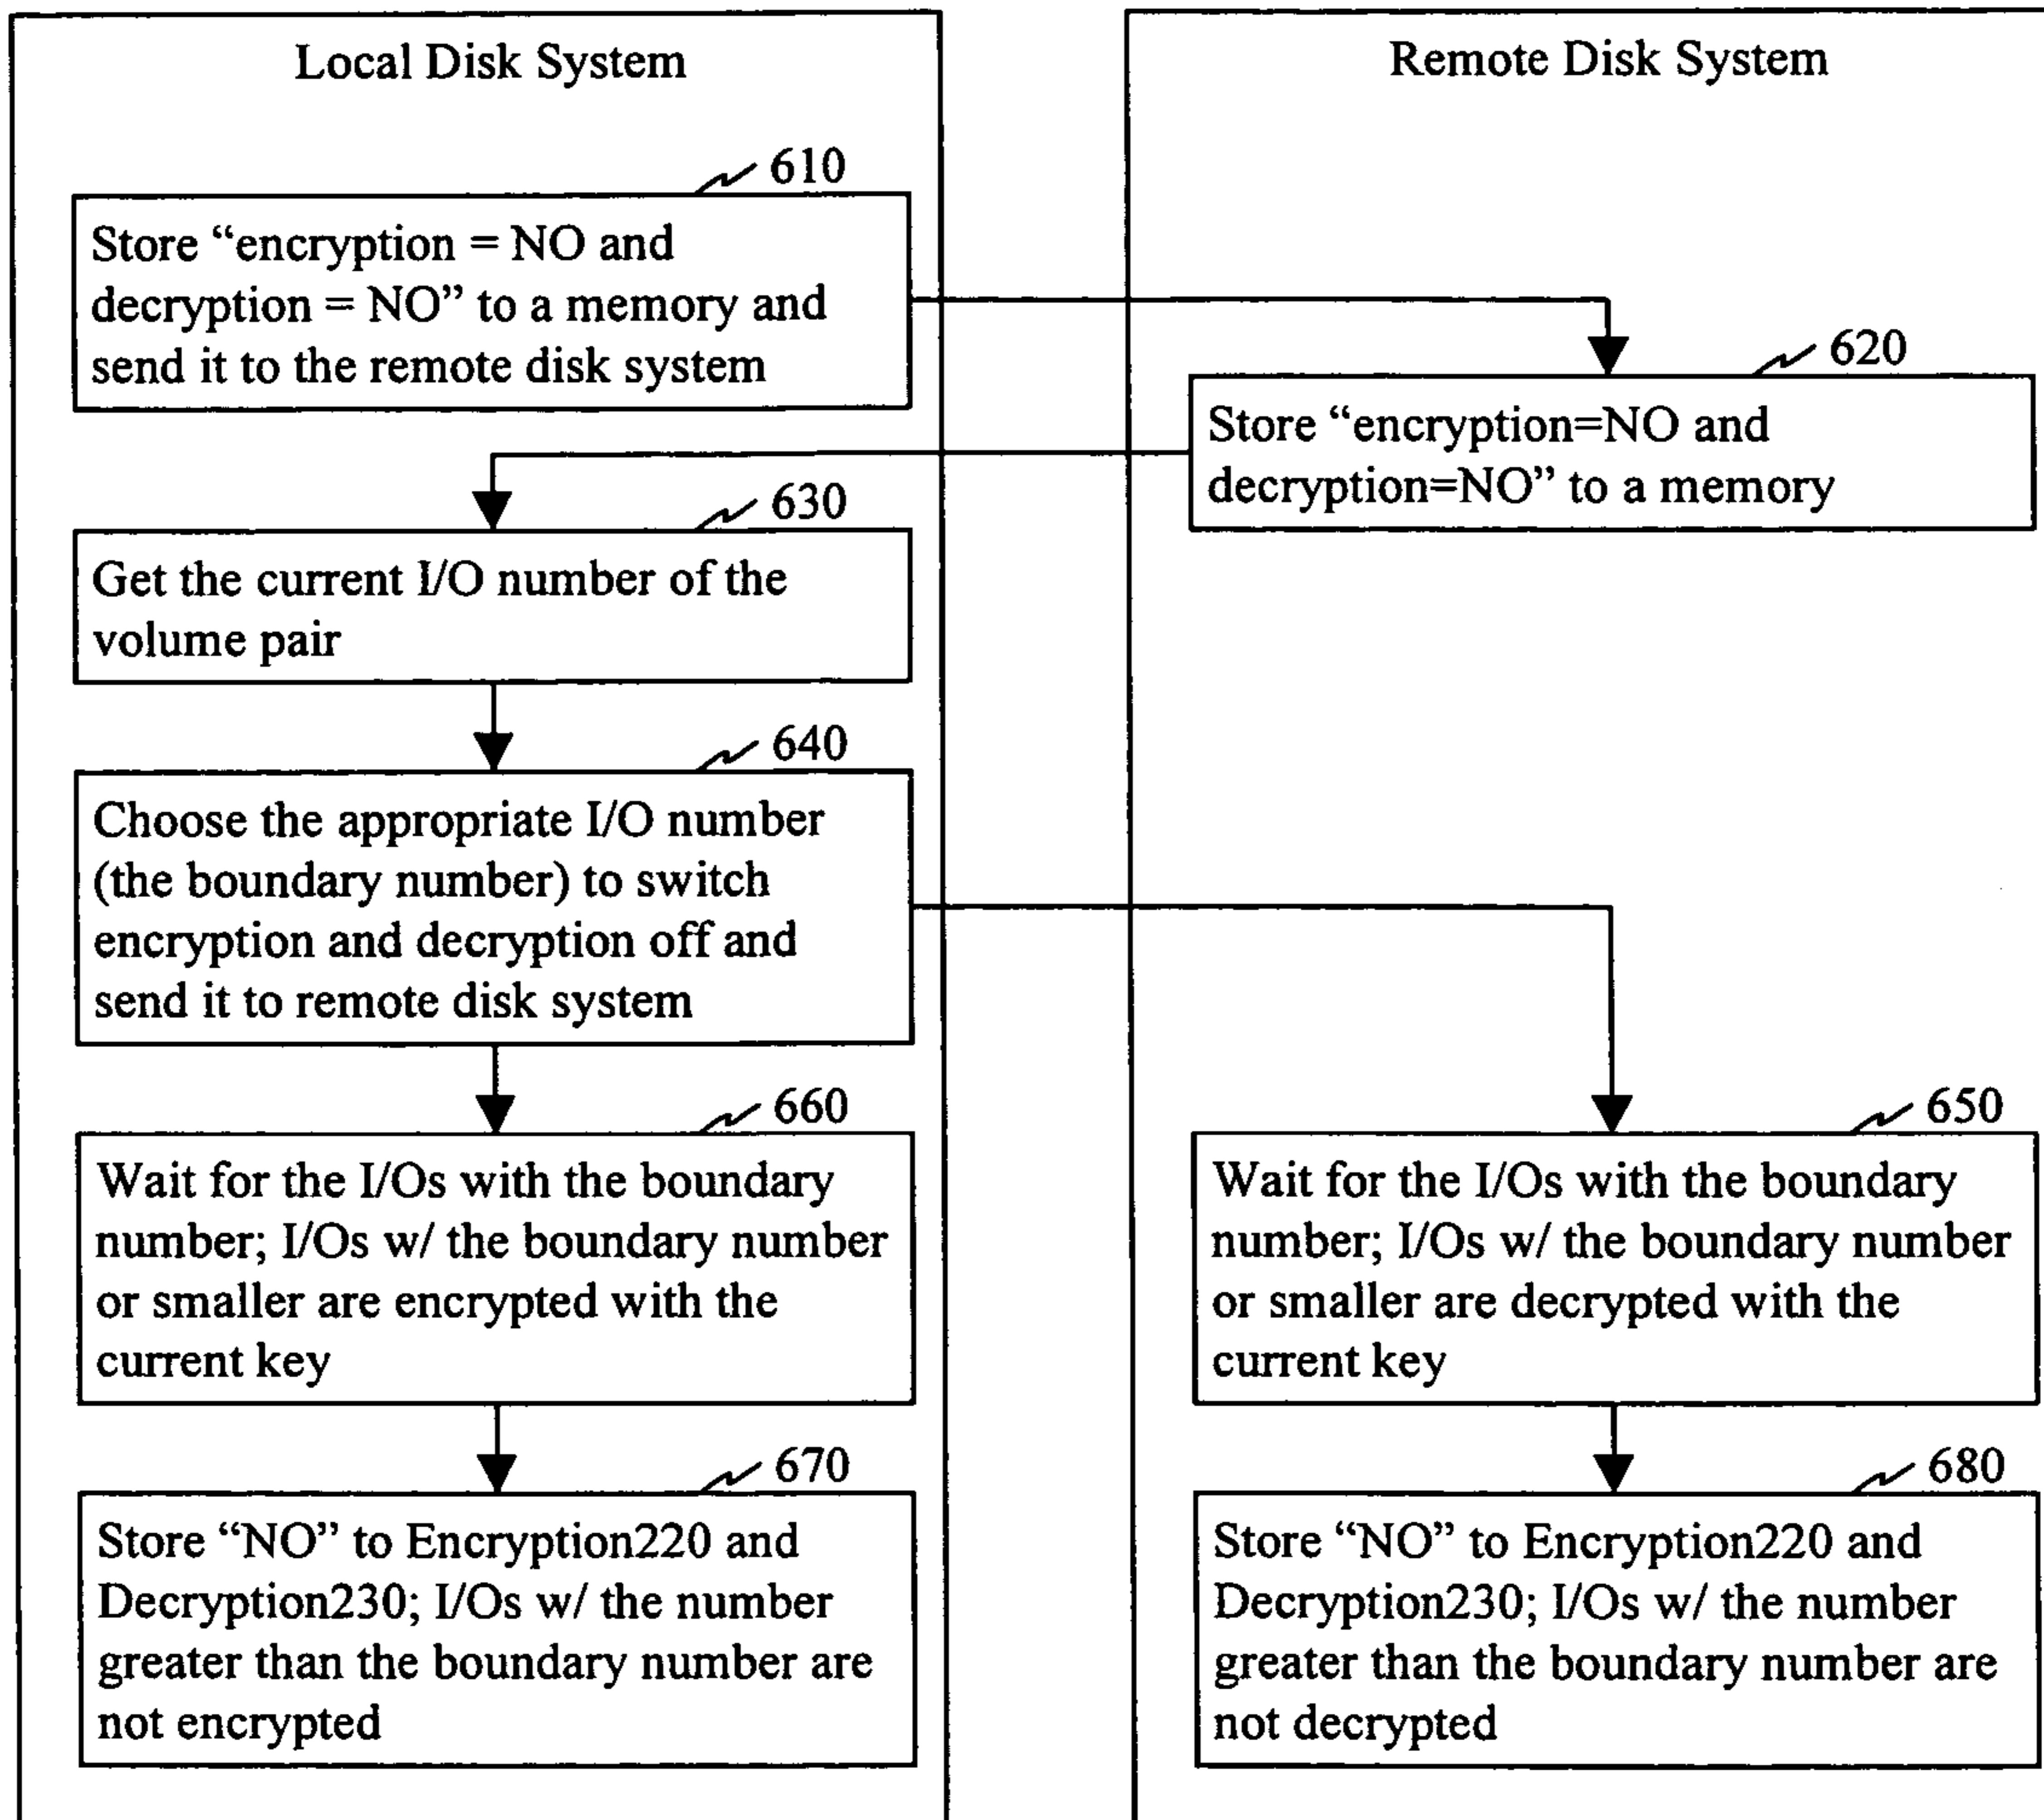 Local Disk System
Remote Disk System
610
Store “encryption = NO and
decryption = NO” to a memory and
send it to the remote disk system
620
Store “encryption=NO and
decryption=NO” to a memory
630
Get the current I/O number of the
volume pair
640
Choose the appropriate I/O number
(the boundary number) to switch
encryption and decryption off and
send it to remote disk system
660
Wait for the I/Os with the boundary
number; I/Os w/ the boundary number
or smaller are encrypted with the
current key
650
Wait for the I/Os with the boundary
number; I/Os w/ the boundary number
or smaller are decrypted with the
current key
670
Store “NO” to Encryption220 and
Decryption230; I/Os w/ the number
greater than the boundary number are
not encrypted
680
Store “NO” to Encryption220 and
Decryption230; I/Os w/ the number
greater than the boundary number are
not decrypted